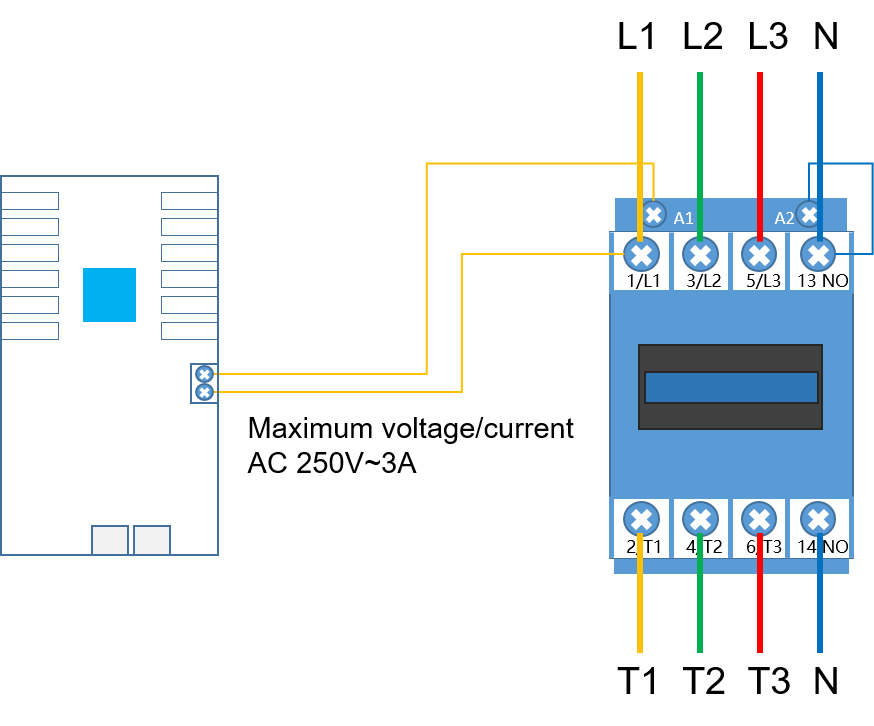 L1 L2 L3 N
A1 A2
1/L1 3/L2 5/L3 13 NO
Maximum voltage/current
AC 250V~3A
2/T1 4/T2 6/T3 14 NO
T1 T2 T3 N